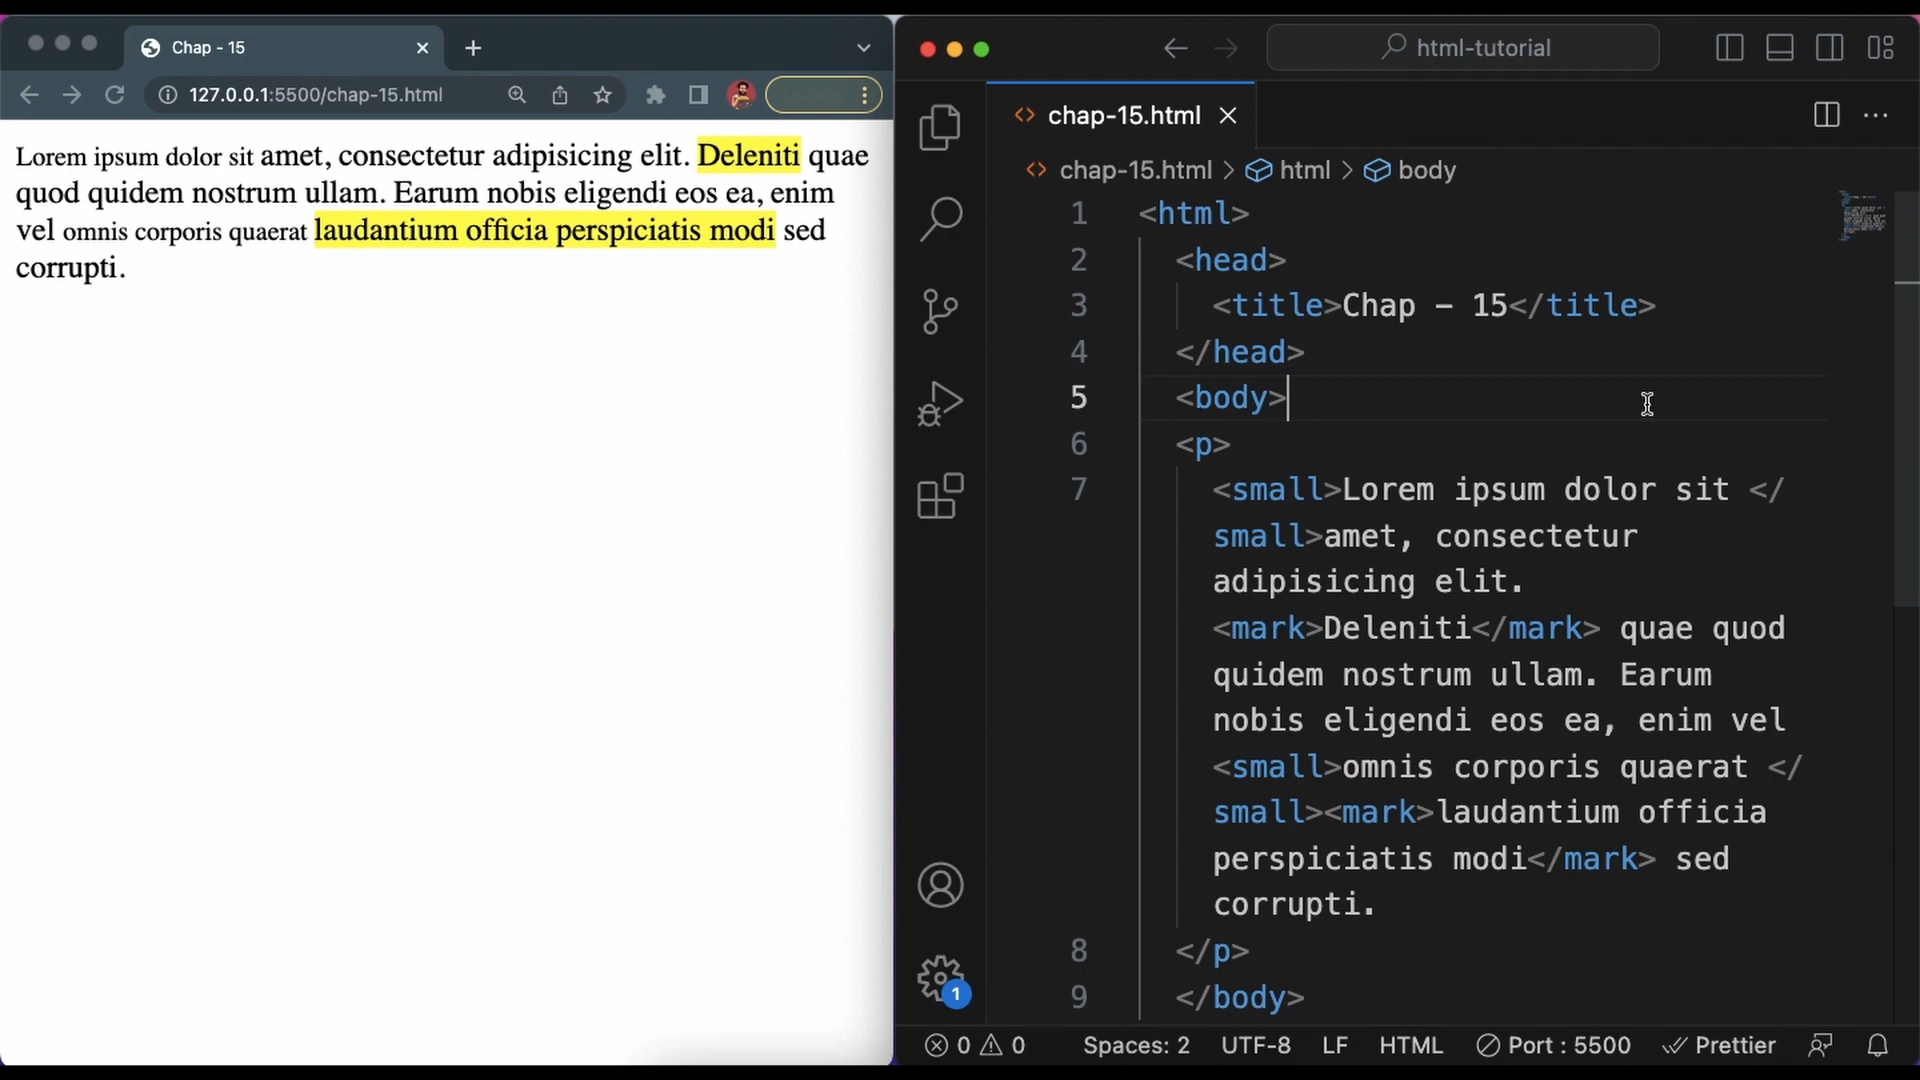 Chap - 15
127.0.0.1:5500/chap-15.html
Lorem ipsum dolor sit amet, consectetur adipisicing elit. Deleniti quae
quod quidem nostrum ullam. Earum nobis eligendi eos ea, enim
vel omnis corporis quaerat laudantium officia perspiciatis modi sed
corrupti.
html-tutorial
chap-15.html
chap-15.html > html > body
1 <html>
2 <head>
3 <title>Chap - 15</title>
4 </head>
5 <body>
6 <p>
7 <small>Lorem ipsum dolor sit </
small>amet, consectetur
adipisicing elit.
<mark>Deleniti</mark> quae quod
quidem nostrum ullam. Earum
nobis eligendi eos ea, enim vel
<small>omnis corporis quaerat </
small><mark>laudantium officia
perspiciatis modi</mark> sed
corrupti.
8 </p>
9 </body>
1
0 0 Spaces: 2 UTF-8 LF HTML Port : 5500 Prettier